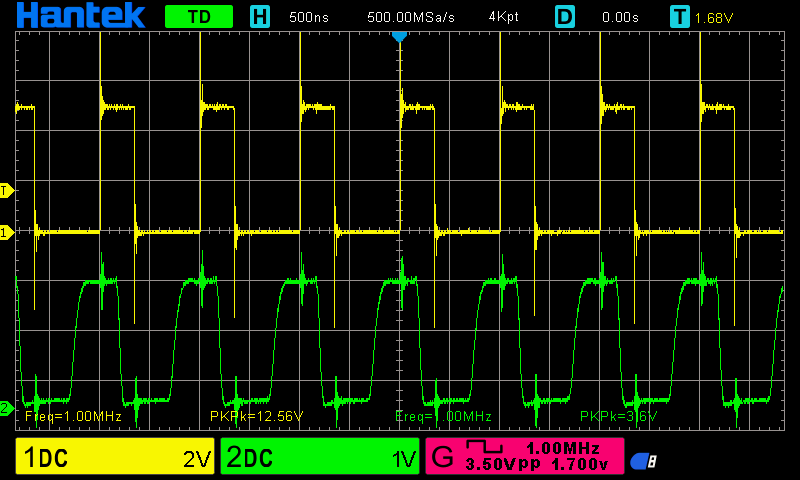 Hantek TD H 500ns 500.00MSa/s 4Kpt D 0.00s T 1.68V
T
1
2
Freq=1.00MHz PKPk=12.56V Freq=1.00MHz PKPk=3.6V
1DC 2V 2DC 1V G 1.00MHz
3.50Vpp 1.700v
8